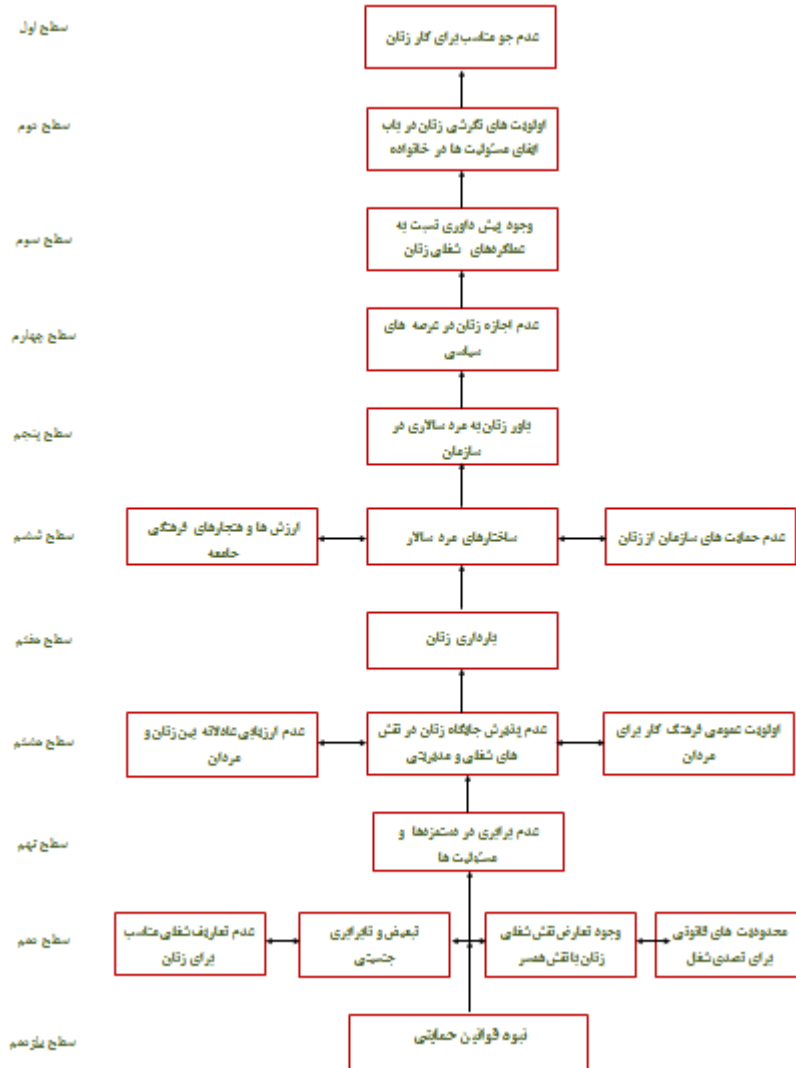 سطح اول
عدم جو مناسب برای کار زنان
سطح دوم
اولویت های نگرشی زنان در باب
ایفای مسئولیت ها در خانواده
سطح سوم
وجود پیش داوری نسبت به
عملکردهای شغلی زنان
سطح چهارم
عدم اجازه زنان در عرصه های
سیاسی
سطح پنجم
باور زنان به مرد سالاری در
سازمان
سطح ششم
عدم حمایت های سازمان از زنان
ساختارهای مرد سالار
ارزش ها و هنجارهای فرهنگی
جامعه
سطح هفتم
بارداری زنان
سطح هشتم
اولویت عمومی فرهنگ کار برای
مردان
عدم پذیرش جایگاه زنان در نقش
های شغلی و مدیریتی
عدم ارزیابی عادلانه بین زنان و
مردان
سطح نهم
عدم برابری در دستمزدها و
مسئولیت ها
سطح دهم
محدودیت های قانونی
برای تصدی شغل
وجود تعارض نقش شغلی
زنان با نقش همسر
تبعیض و نابرابری
جنسیتی
عدم تعاریف شغلی مناسب
برای زنان
سطح یازدهم
نبود قوانین حمایتی